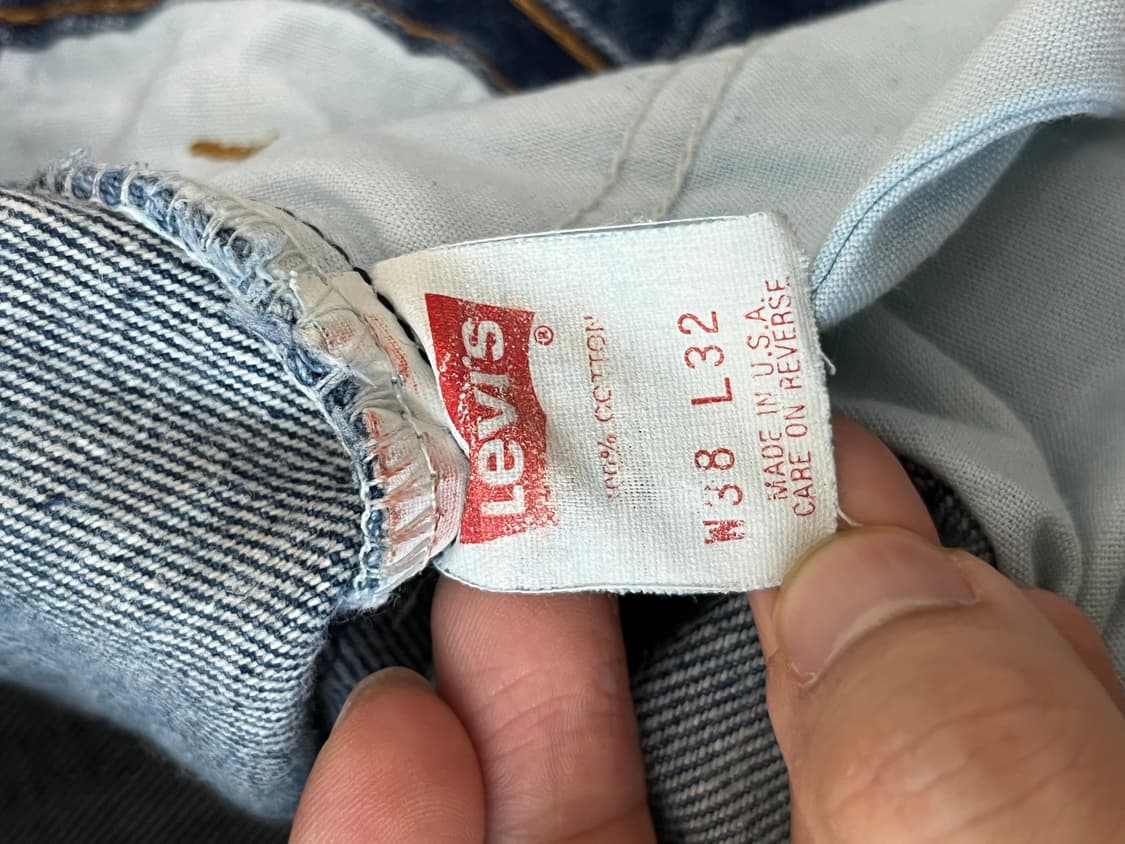 Levi's®
100% COTTON
W38 L32
MADE IN U.S.A.
CARE ON REVERSE